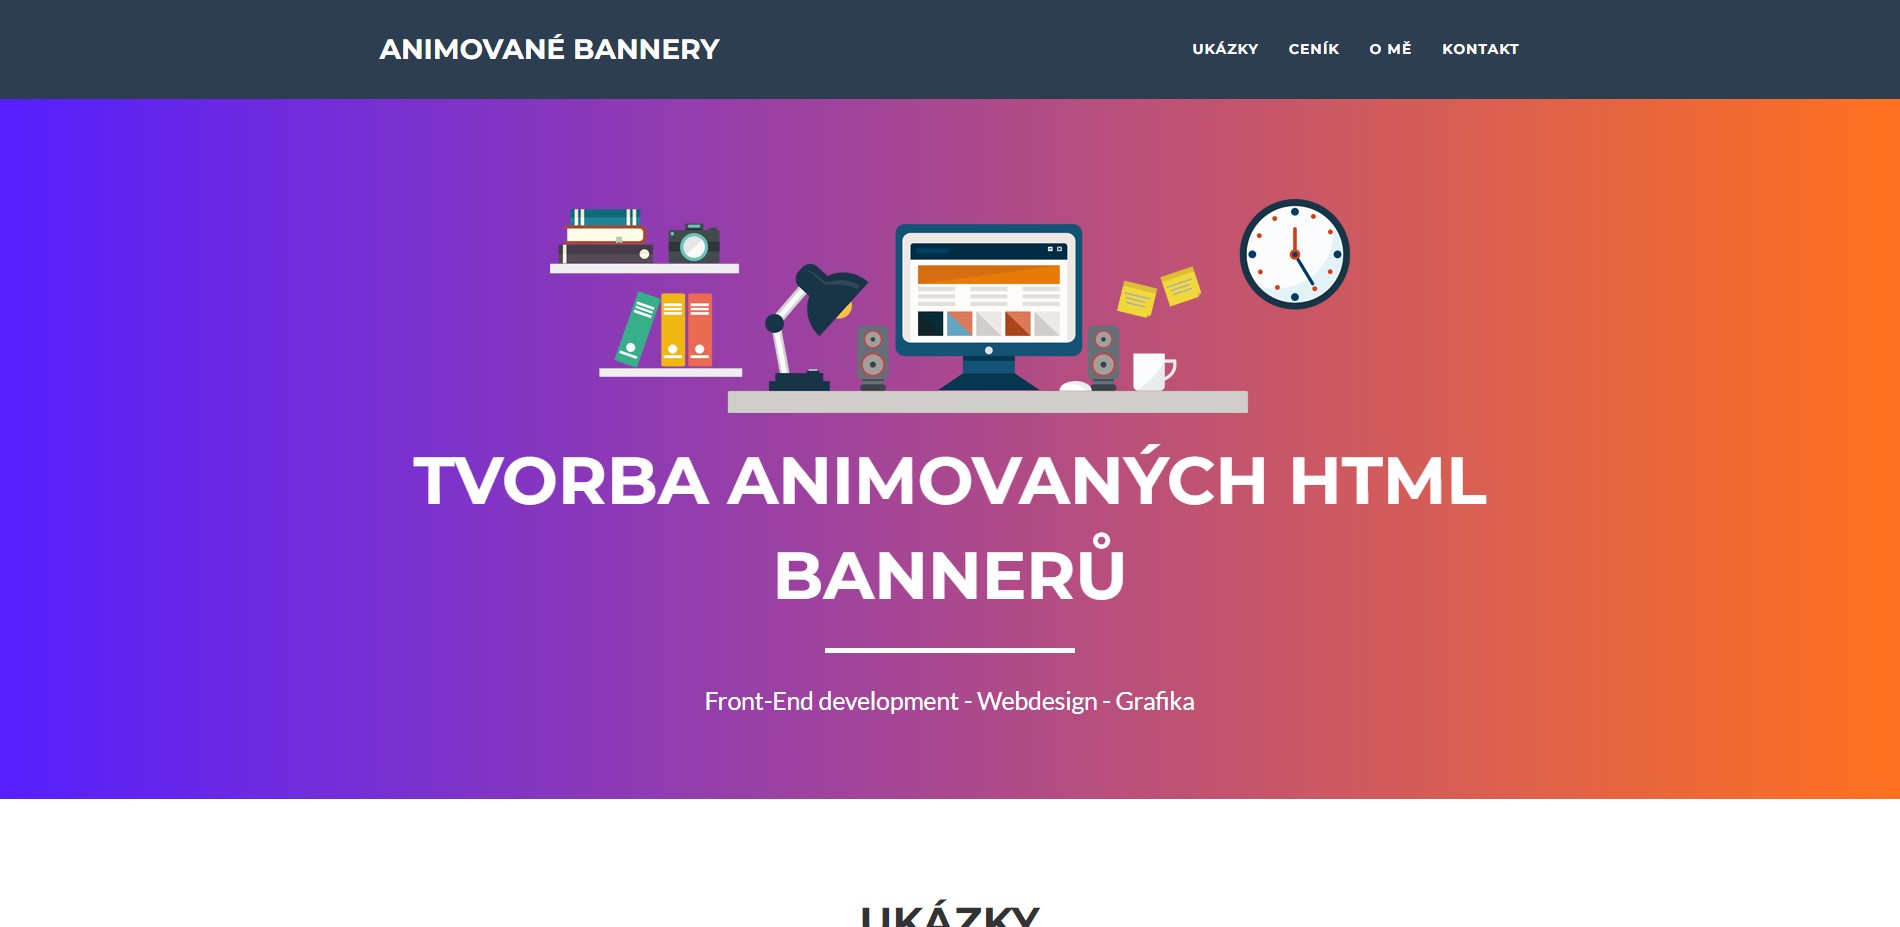 ANIMOVANÉ BANNERY
UKÁZKY CENÍK O MĚ KONTAKT
TVORBA ANIMOVANÝCH HTML
BANNERŮ
Front-End development - Webdesign - Grafika
UKÁZKY